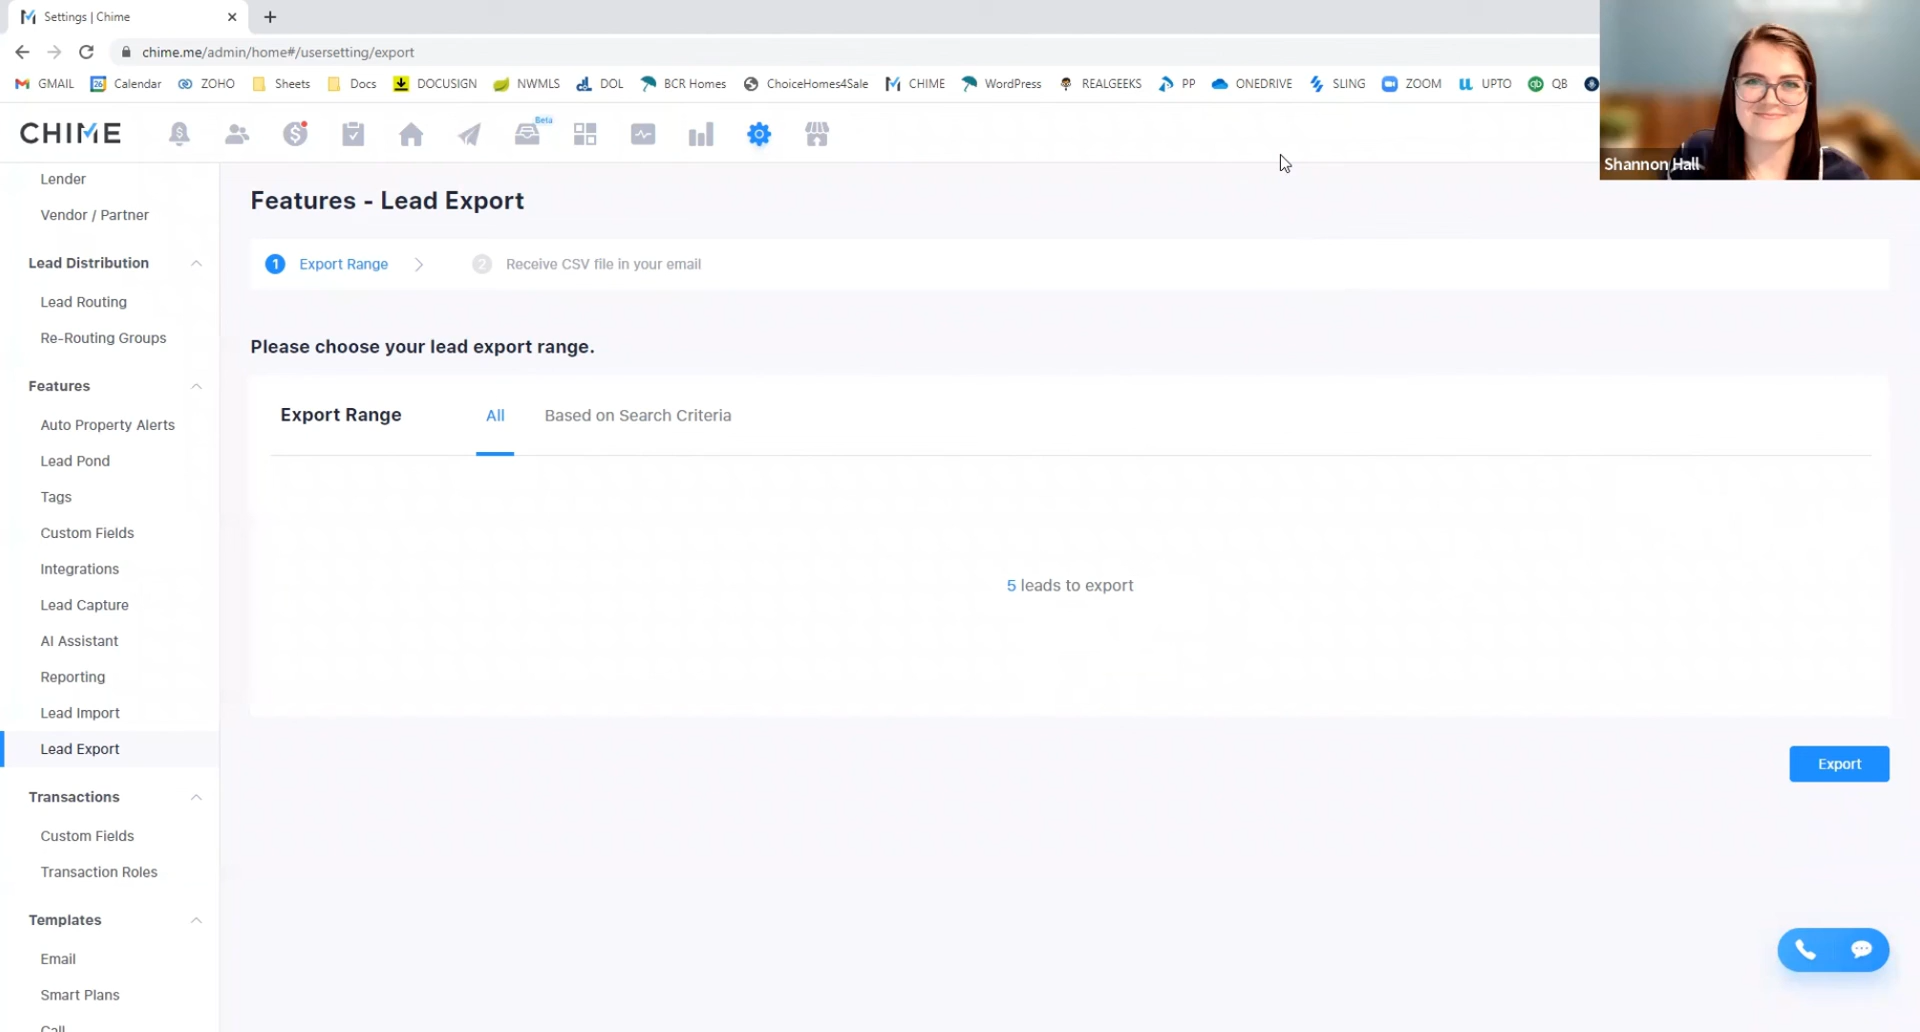 Settings | Chime
chime.me/admin/home#/usersetting/export
GMAIL
26
Calendar
ZOHO
Sheets
Docs
DOCUSIGN
NWMLS
DOL
BCR Homes
ChoiceHomes4Sale
CHIME
WordPress
REALGEEKS
PP
ONEDRIVE
SLING
ZOOM
UPTO
QB
CHIME
Beta
Shannon Hall
Lender
Vendor / Partner
Lead Distribution
Lead Routing
Re-Routing Groups
Features
Auto Property Alerts
Lead Pond
Tags
Custom Fields
Integrations
Lead Capture
AI Assistant
Reporting
Lead Import
Lead Export
Transactions
Custom Fields
Transaction Roles
Templates
Email
Smart Plans
Call
Features - Lead Export
1 Export Range
2 Receive CSV file in your email
Please choose your lead export range.
Export Range
All
Based on Search Criteria
5 leads to export
Export